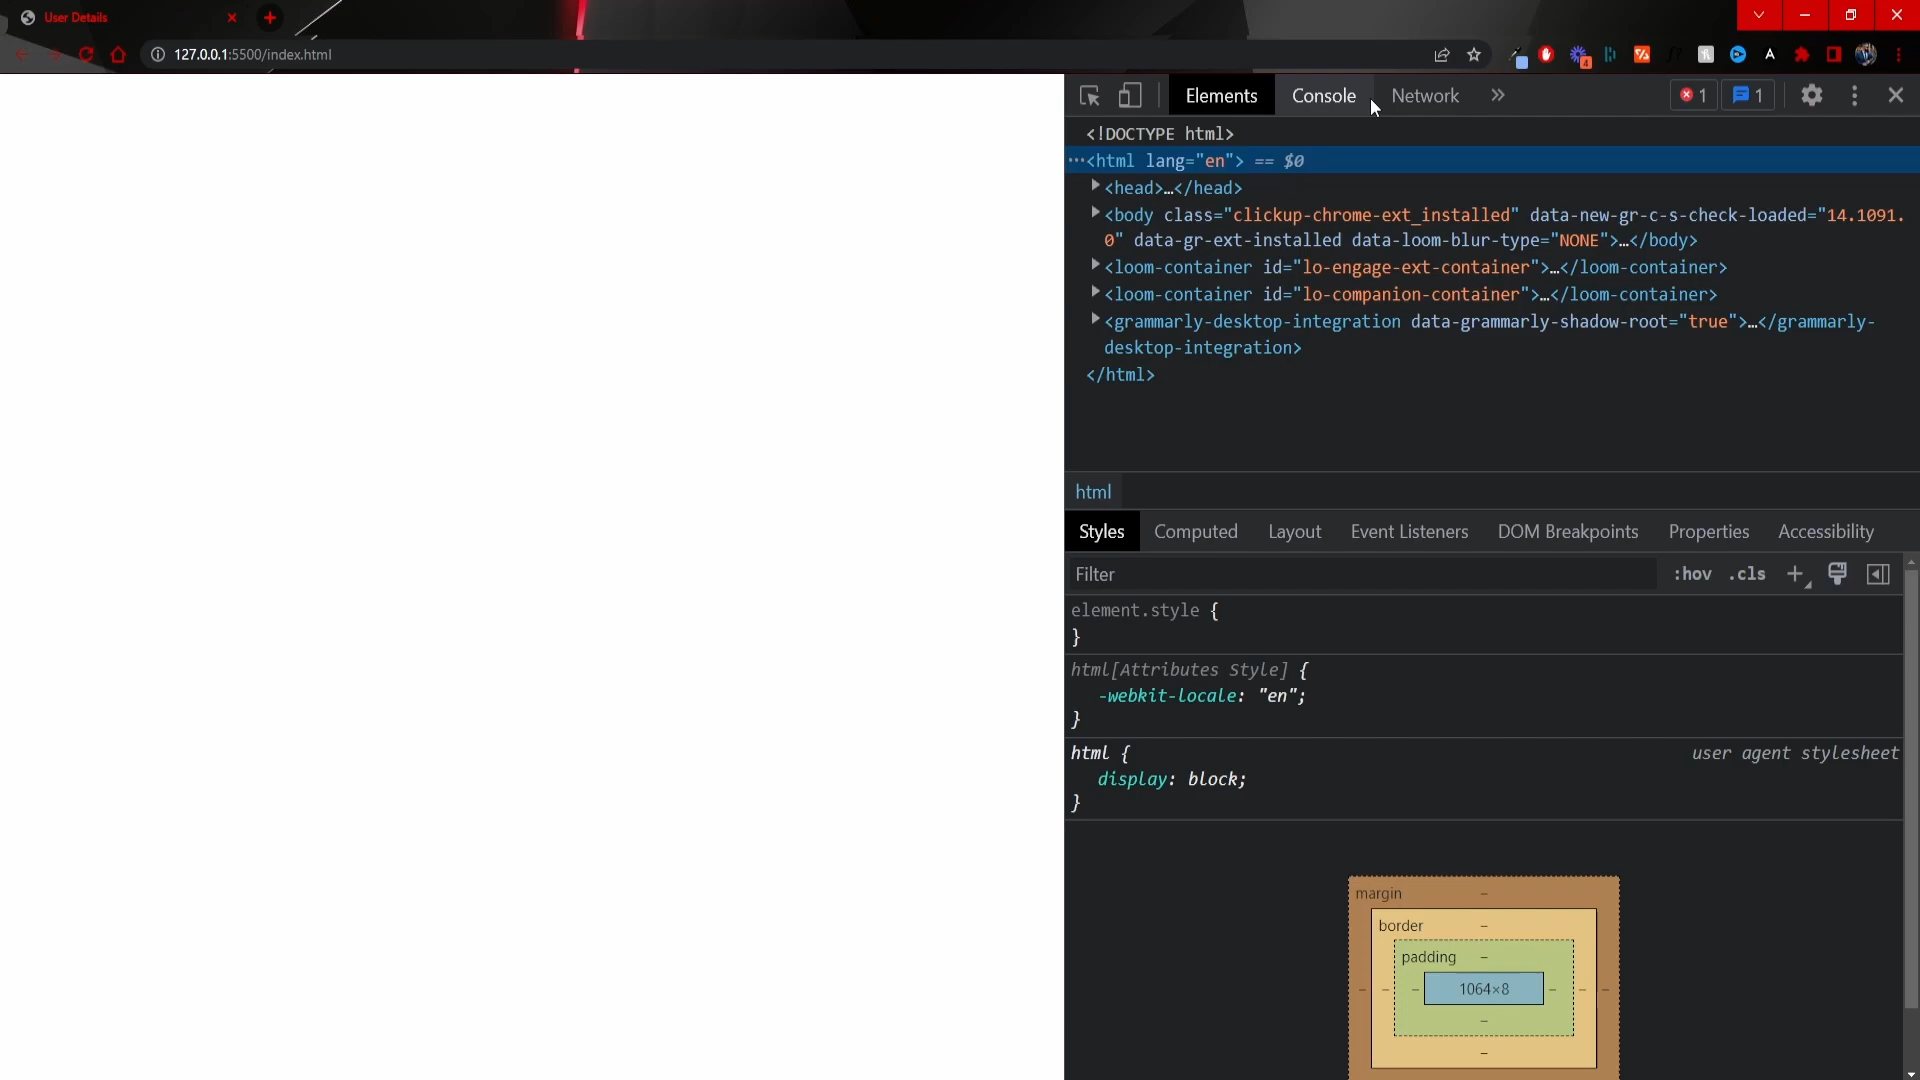 User Details
127.0.0.1:5500/index.html
4
Elements
Console
Network
1
1
<!DOCTYPE html>
<html lang="en"> == $0
<head>…</head>
<body class="clickup-chrome-ext_installed" data-new-gr-c-s-check-loaded="14.1091.
0" data-gr-ext-installed data-loom-blur-type="NONE">…</body>
<loom-container id="lo-engage-ext-container">…</loom-container>
<loom-container id="lo-companion-container">…</loom-container>
<grammarly-desktop-integration data-grammarly-shadow-root="true">…</grammarly-
desktop-integration>
</html>
html
Styles
Computed
Layout
Event Listeners
DOM Breakpoints
Properties
Accessibility
Filter
:hov
.cls
element.style {
}
html[Attributes Style] {
-webkit-locale: "en";
}
html {
user agent stylesheet
display: block;
}
margin
–
border
–
padding
–
– – – 1064×8 – – –
–
–